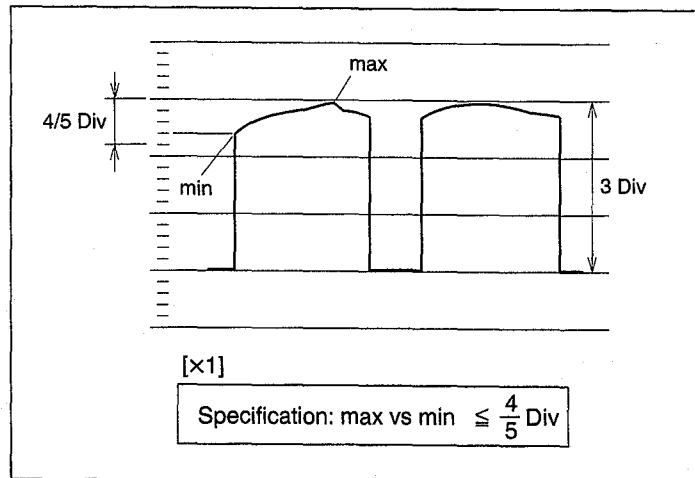 max
4/5 Div
min
3 Div
[×1]
Specification: max vs min ≦ 4/5 Div